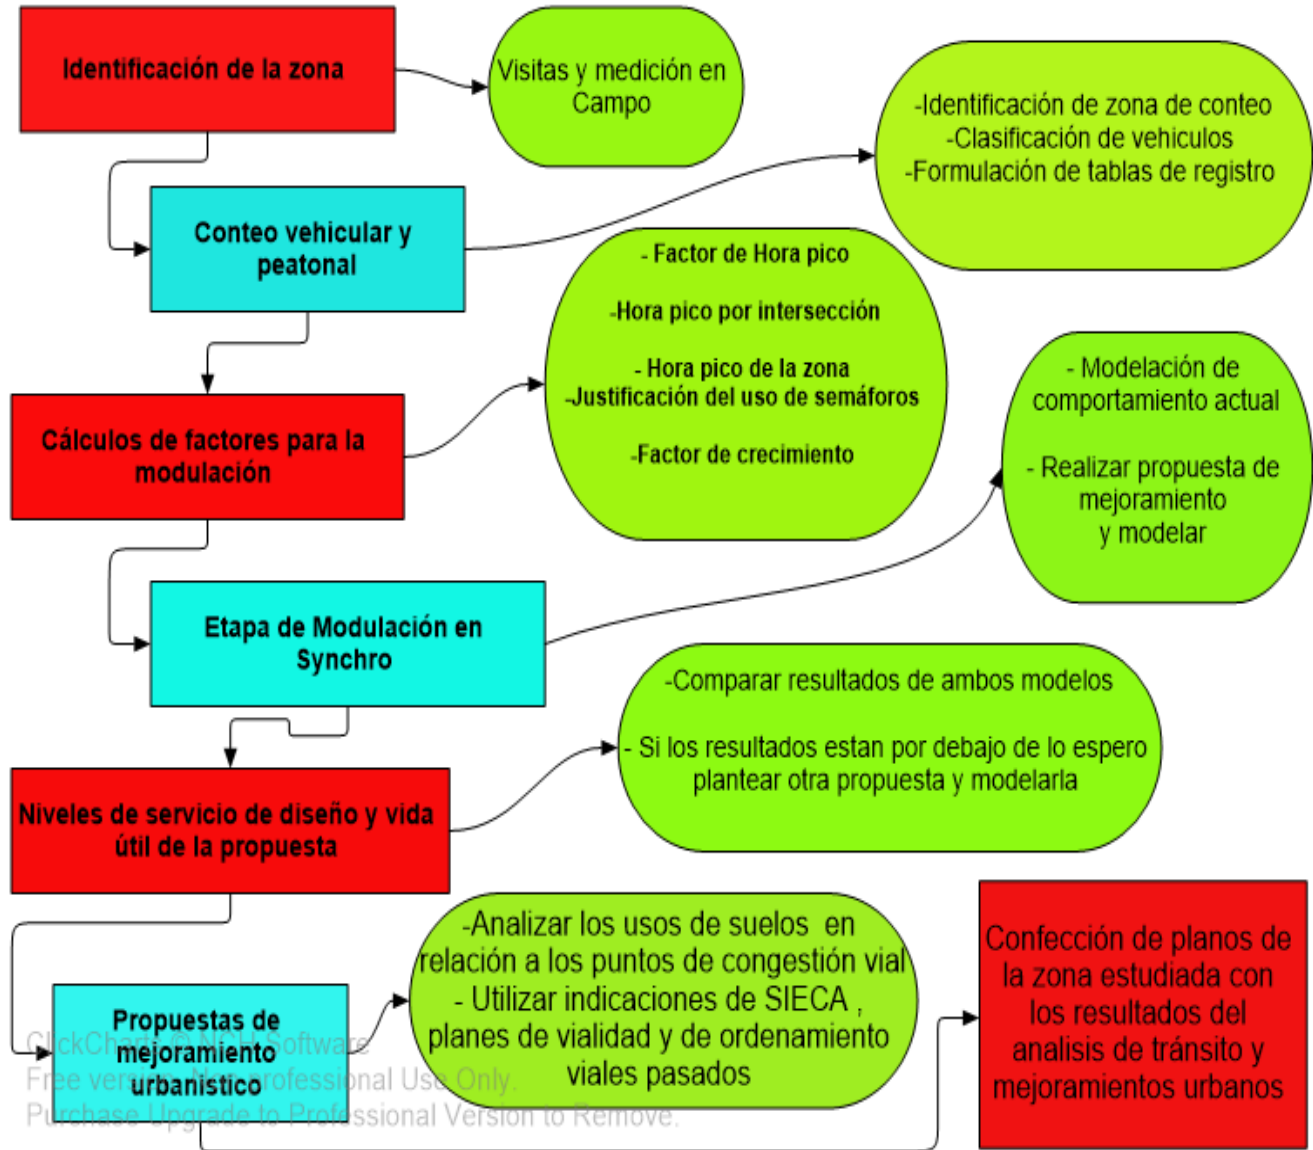 Identificación de la zona
Visitas y medición en
Campo
-Identificación de zona de conteo
-Clasificación de vehiculos
-Formulación de tablas de registro
Conteo vehicular y
peatonal
- Factor de Hora pico
-Hora pico por intersección
- Hora pico de la zona
-Justificación del uso de semáforos
-Factor de crecimiento
- Modelación de
comportamiento actual
- Realizar propuesta de
mejoramiento
y modelar
Cálculos de factores para la
modulación
Etapa de Modulación en
Synchro
-Comparar resultados de ambos modelos
- Si los resultados estan por debajo de lo espero
plantear otra propuesta y modelarla
Niveles de servicio de diseño y vida
útil de la propuesta
-Analizar los usos de suelos en
relación a los puntos de congestión vial
- Utilizar indicaciones de SIECA ,
planes de vialidad y de ordenamiento
viales pasados
Confección de planos de
la zona estudiada con
los resultados del
analisis de tránsito y
mejoramientos urbanos
Propuestas de
mejoramiento
urbanistico
ClickCharts © NCH Software
Free version. Non-professional Use Only.
Purchase Upgrade to Professional Version to Remove.